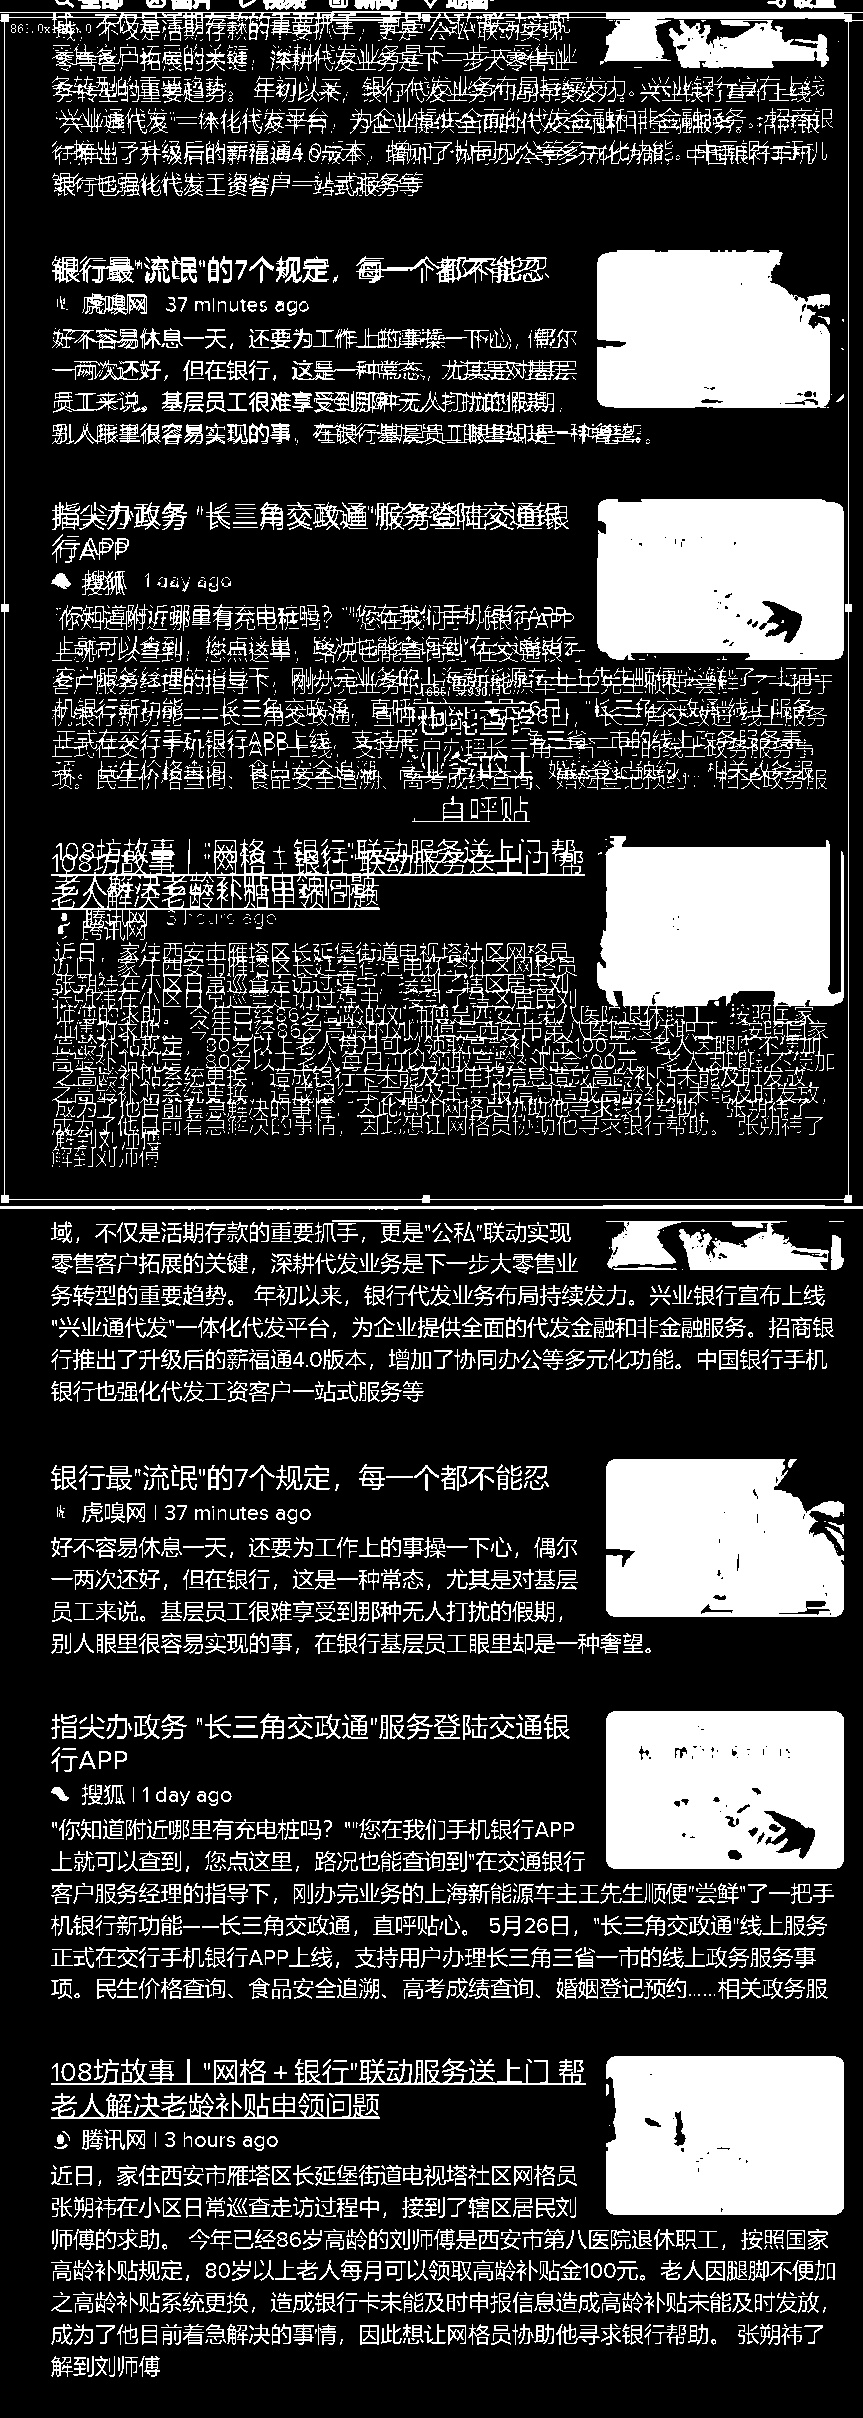 全部 图片 视频 新闻 地图 设置
域，不仅是活期存款的重要抓手，更是"公私"联动实现
零售客户拓展的关键，深耕代发业务是下一步大零售业
务转型的重要趋势。 年初以来，银行代发业务布局持续发力。兴业银行宣布上线
"兴业通代发"一体化代发平台，为企业提供全面的代发金融和非金融服务。招商银
行推出了升级后的薪福通4.0版本，增加了协同办公等多元化功能。中国银行手机
银行也强化代发工资客户一站式服务等
银行最"流氓"的7个规定，每一个都不能忍
虎嗅网 37 minutes ago
好不容易休息一天，还要为工作上的事操一下心，偶尔
一两次还好，但在银行，这是一种常态，尤其是对基层
员工来说。基层员工很难享受到那种无人打扰的假期，
别人眼里很容易实现的事，在银行基层员工眼里却是一种奢望。
指尖办政务 "长三角交政通"服务登陆交通银
行APP
搜狐 1 day ago
"你知道附近哪里有充电桩吗？""您在我们手机银行APP
上就可以查到，您点这里，路况也能查询到"在交通银行
客户服务经理的指导下，刚办完业务的上海新能源车主王先生顺便"尝鲜"了一把手
机银行新功能——长三角交政通，直呼
正式在交行手机银行APP上线，支持用户办理长三角三省一市的线上政务服务事
项。民生价格查询、食品安全追溯、高考成绩查询、婚姻登记预约……相关政务服
也能查询
业务的上
，直呼贴
108坊故事丨"网格＋银行"联动服务送上门 帮
老人解决老龄补贴申领问题
腾讯网 3 hours ago
近日，家住西安市雁塔区长延堡街道电视塔社区网格员
张朔祎在小区日常巡查走访过程中，接到了辖区居民刘
师傅的求助。 今年已经86岁高龄的刘师傅是西安市第八医院退休职工，按照国家
高龄补贴规定，80岁以上老人每月可以领取高龄补贴金100元。老人因腿脚不便加
之高龄补贴系统更换，造成银行卡未能及时申报信息造成高龄补贴未能及时发放，
成为了他目前着急解决的事情，因此想让网格员协助他寻求银行帮助。 张朔祎了
解到刘师傅
域，不仅是活期存款的重要抓手，更是"公私"联动实现
零售客户拓展的关键，深耕代发业务是下一步大零售业
务转型的重要趋势。 年初以来，银行代发业务布局持续发力。兴业银行宣布上线
"兴业通代发"一体化代发平台，为企业提供全面的代发金融和非金融服务。招商银
行推出了升级后的薪福通4.0版本，增加了协同办公等多元化功能。中国银行手机
银行也强化代发工资客户一站式服务等
银行最"流氓"的7个规定，每一个都不能忍
虎嗅网 | 37 minutes ago
好不容易休息一天，还要为工作上的事操一下心，偶尔
一两次还好，但在银行，这是一种常态，尤其是对基层
员工来说。基层员工很难享受到那种无人打扰的假期，
别人眼里很容易实现的事，在银行基层员工眼里却是一种奢望。
指尖办政务 "长三角交政通"服务登陆交通银
行APP
搜狐 | 1 day ago
"你知道附近哪里有充电桩吗？""您在我们手机银行APP
上就可以查到，您点这里，路况也能查询到"在交通银行
客户服务经理的指导下，刚办完业务的上海新能源车主王先生顺便"尝鲜"了一把手
机银行新功能——长三角交政通，直呼贴心。 5月26日，"长三角交政通"线上服务
正式在交行手机银行APP上线，支持用户办理长三角三省一市的线上政务服务事
项。民生价格查询、食品安全追溯、高考成绩查询、婚姻登记预约……相关政务服
108坊故事丨"网格＋银行"联动服务送上门 帮
老人解决老龄补贴申领问题
腾讯网 | 3 hours ago
近日，家住西安市雁塔区长延堡街道电视塔社区网格员
张朔祎在小区日常巡查走访过程中，接到了辖区居民刘
师傅的求助。 今年已经86岁高龄的刘师傅是西安市第八医院退休职工，按照国家
高龄补贴规定，80岁以上老人每月可以领取高龄补贴金100元。老人因腿脚不便加
之高龄补贴系统更换，造成银行卡未能及时申报信息造成高龄补贴未能及时发放，
成为了他目前着急解决的事情，因此想让网格员协助他寻求银行帮助。 张朔祎了
解到刘师傅